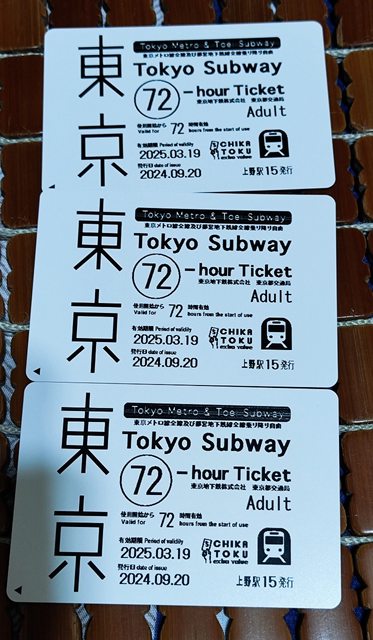 東京
Tokyo Metro & Toei Subway
東京メトロ線全線及び都営地下鉄線全線乗り降り自由
Tokyo Subway
72 -hour Ticket
東京地下鉄株式会社 東京都交通局
Adult
使用開始から 72 時間有効
Valid for hours from the start of use
有効期限 Period of validity
2025.03.19
発行日 date of issue
2024.09.20
CHIKA
TOKU
extra value
上野駅15発行
東京
Tokyo Metro & Toei Subway
東京メトロ線全線及び都営地下鉄線全線乗り降り自由
Tokyo Subway
72 -hour Ticket
東京地下鉄株式会社 東京都交通局
Adult
使用開始から 72 時間有効
Valid for hours from the start of use
有効期限 Period of validity
2025.03.19
発行日 date of issue
2024.09.20
CHIKA
TOKU
extra value
上野駅15発行
東京
Tokyo Metro & Toei Subway
東京メトロ線全線及び都営地下鉄線全線乗り降り自由
Tokyo Subway
72 -hour Ticket
東京地下鉄株式会社 東京都交通局
Adult
使用開始から 72 時間有効
Valid for hours from the start of use
有効期限 Period of validity
2025.03.19
発行日 date of issue
2024.09.20
CHIKA
TOKU
extra value
上野駅15発行